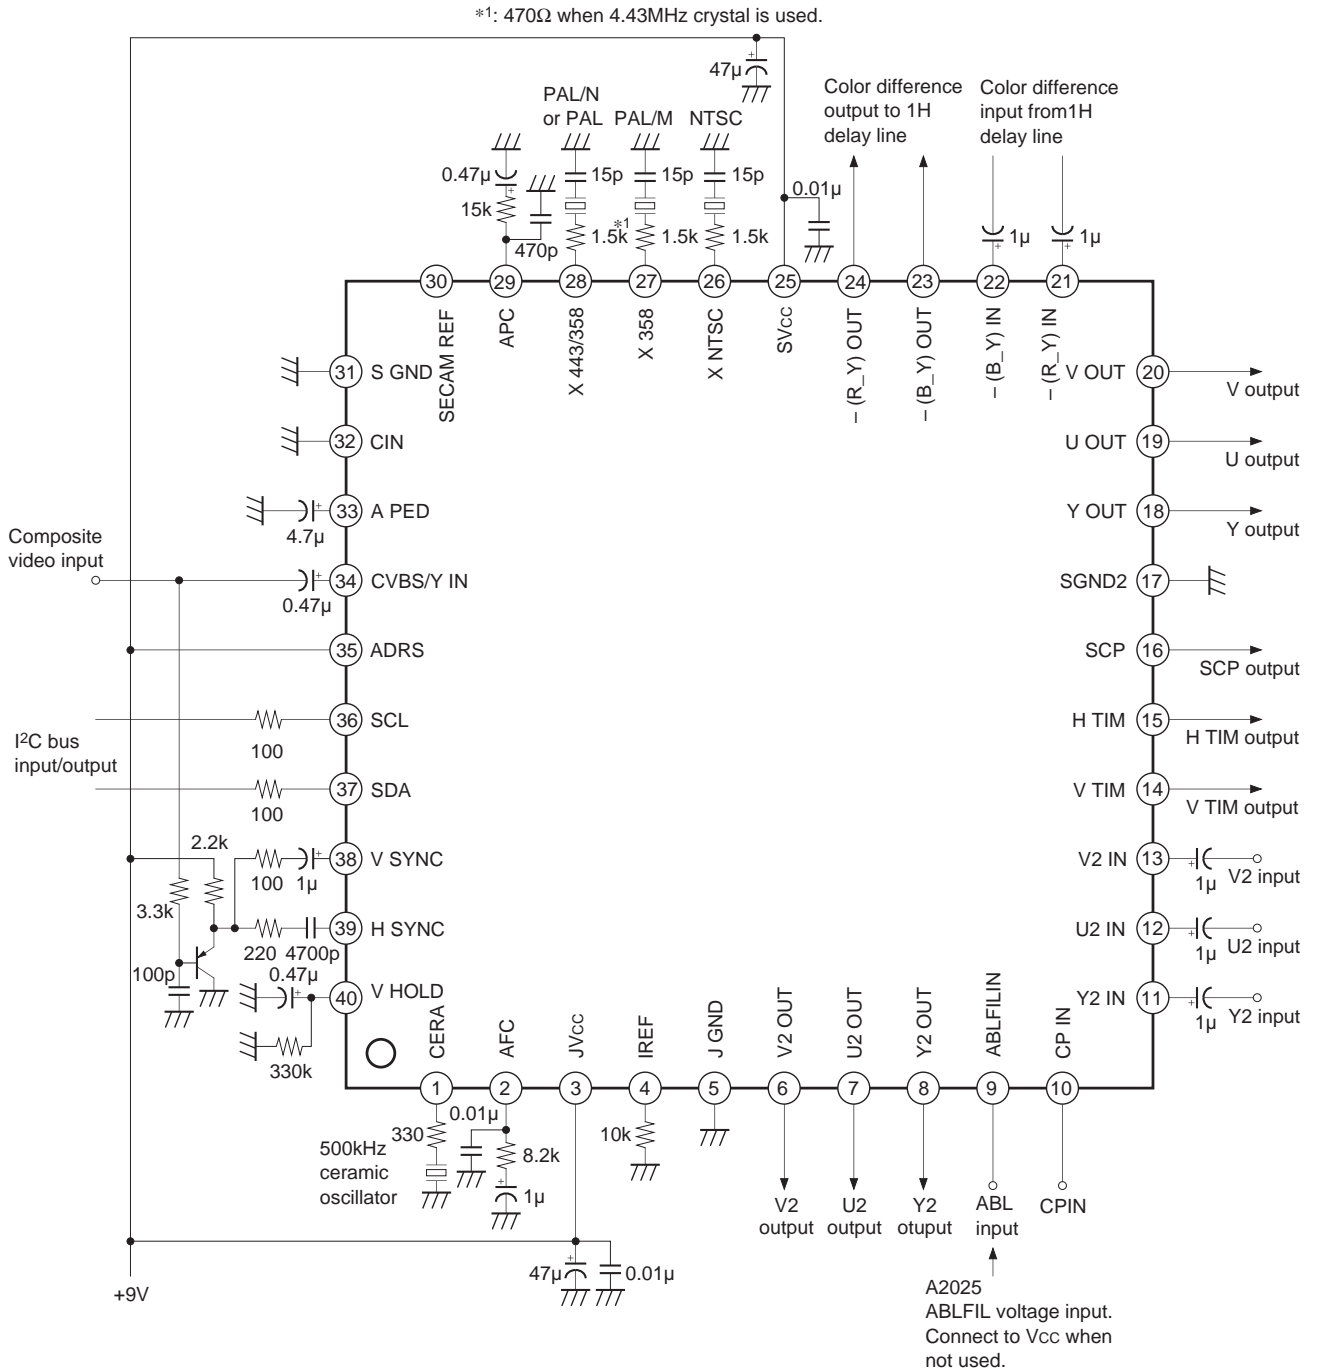 *1: 470Ω when 4.43MHz crystal is used.
47μ
Color difference
output to 1H
delay line
Color difference
input from1H
delay line
PAL/N
or PAL
PAL/M
NTSC
0.47μ
15k
470p
15p
15p
15p
*1
1.5k
1.5k
1.5k
0.01μ
1μ
1μ
30
29
28
27
26
25
24
23
22
21
SECAM REF
APC
X 443/358
X 358
X NTSC
SVCC
– (R_Y) OUT
– (B_Y) OUT
– (B_Y) IN
– (R_Y) IN
31
S GND
V OUT
20
V output
32
CIN
U OUT
19
U output
33
A PED
4.7μ
Y OUT
18
Y output
Composite
video input
34
CVBS/Y IN
0.47μ
SGND2
17
35
ADRS
SCP
16
SCP output
36
SCL
100
H TIM
15
H TIM output
I2C bus
input/output
37
SDA
100
V TIM
14
V TIM output
2.2k
38
V SYNC
100
1μ
V2 IN
13
1μ
V2 input
3.3k
39
H SYNC
220
4700p
U2 IN
12
1μ
U2 input
100p
0.47μ
40
V HOLD
330k
Y2 IN
11
1μ
Y2 input
CERA
AFC
JVCC
IREF
J GND
V2 OUT
U2 OUT
Y2 OUT
ABLFILIN
CP IN
1
2
3
4
5
6
7
8
9
10
500kHz
ceramic
oscillator
330
0.01μ
8.2k
1μ
10k
V2
output
U2
output
Y2
otuput
ABL
input
CPIN
47μ
0.01μ
+9V
A2025
ABLFIL voltage input.
Connect to VCC when
not used.